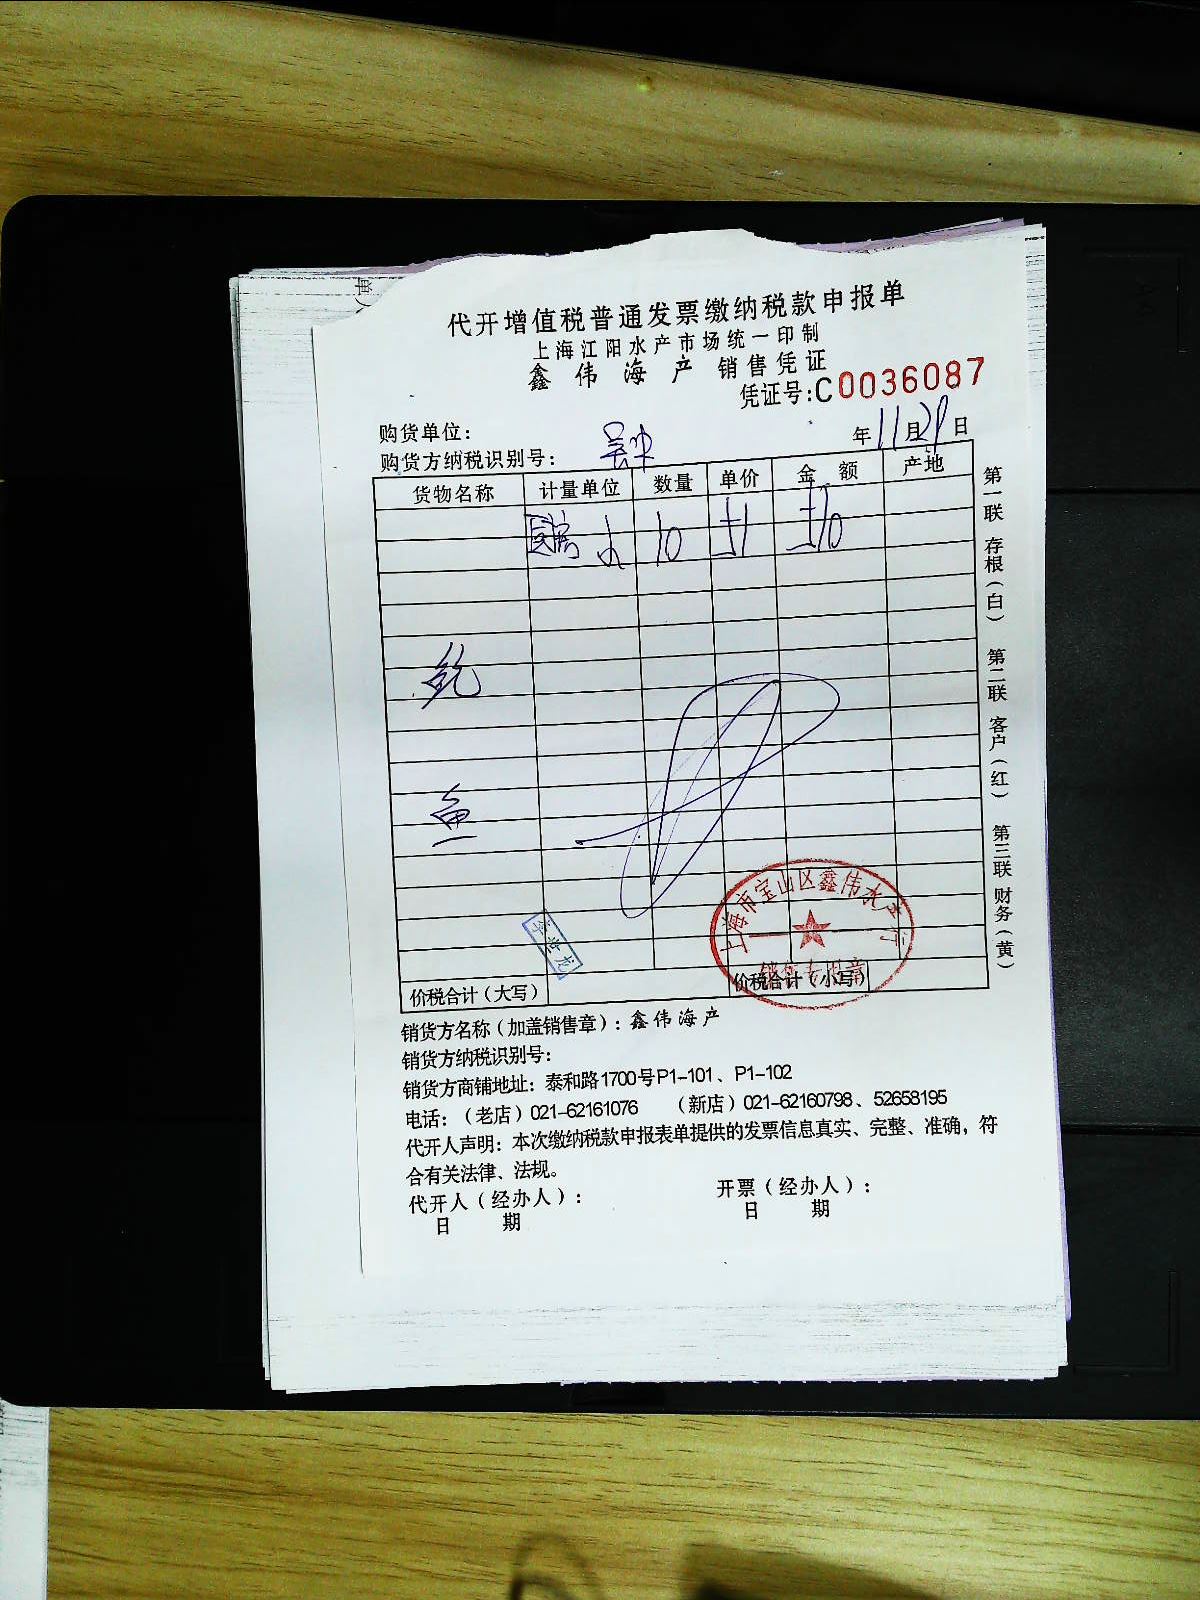 代开增值税普通发票缴纳税款申报单
上海江阳水产市场统一印制
鑫伟海产 销售凭证
凭证号:C0036087
购货单位:
年11月29日
购货方纳税识别号:
货物名称 计量单位 数量 单价 金额 产地
10
鲍
鱼
价税合计(大写) 价税合计(小写)
上海市宝山区鑫伟水产行
销售专用章
第一联 存根(白) 第二联 客户(红) 第三联 财务(黄)
销货方名称(加盖销售章):鑫伟海产
销货方纳税识别号:
销货方商铺地址:泰和路1700号P1-101、P1-102
电话:(老店)021-62161076 (新店)021-62160798、52658195
代开人声明:本次缴纳税款申报表单提供的发票信息真实、完整、准确,符
合有关法律、法规。
代开人(经办人): 开票(经办人):
日期 日期